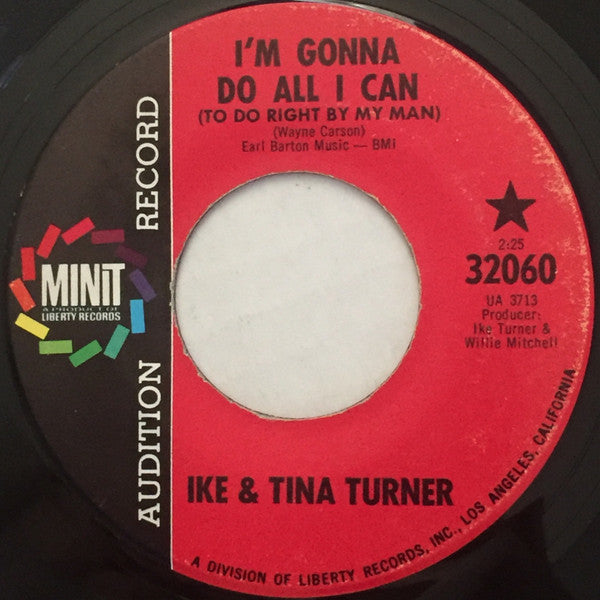 I'M GONNA
DO ALL I CAN
(TO DO RIGHT BY MY MAN)
(Wayne Carson)
Earl Barton Music — BMI
AUDITION RECORD
MINIT
A PRODUCT OF
LIBERTY RECORDS
2:25
32060
UA 3713
Producer:
Ike Turner &
Willie Mitchell
IKE & TINA TURNER
A DIVISION OF LIBERTY RECORDS, INC., LOS ANGELES, CALIFORNIA